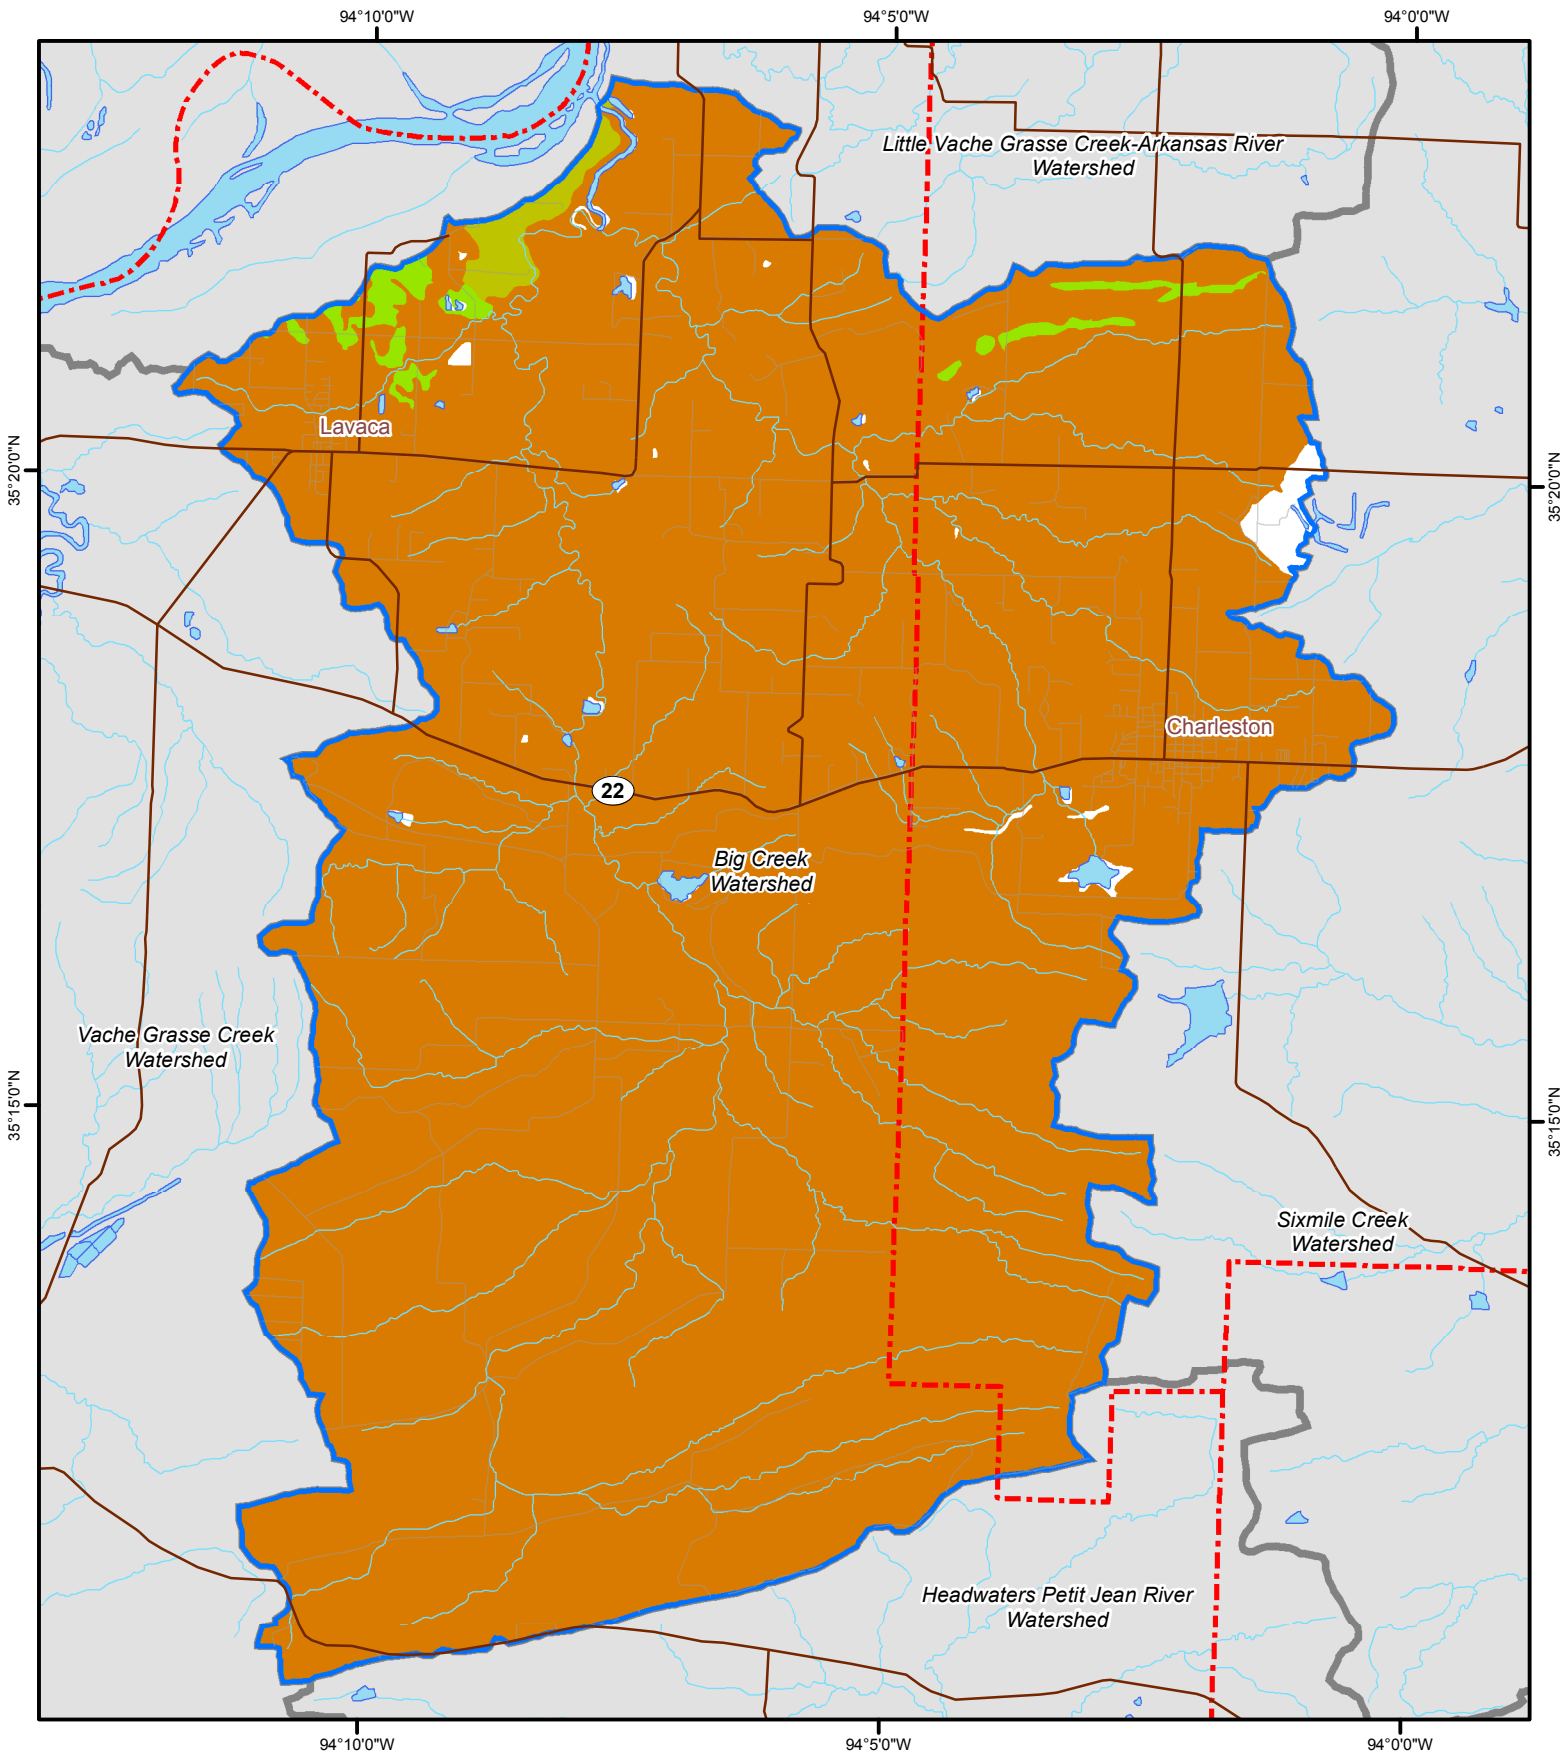 94°10'0"W 94°5'0"W 94°0'0"W
Little Vache Grasse Creek-Arkansas River
Watershed
Lavaca
35°20'0"N 35°20'0"N
Charleston
22
Big Creek
Watershed
Vache Grasse Creek
Watershed
35°15'0"N 35°15'0"N
Sixmile Creek
Watershed
Headwaters Petit Jean River
Watershed
94°10'0"W 94°5'0"W 94°0'0"W